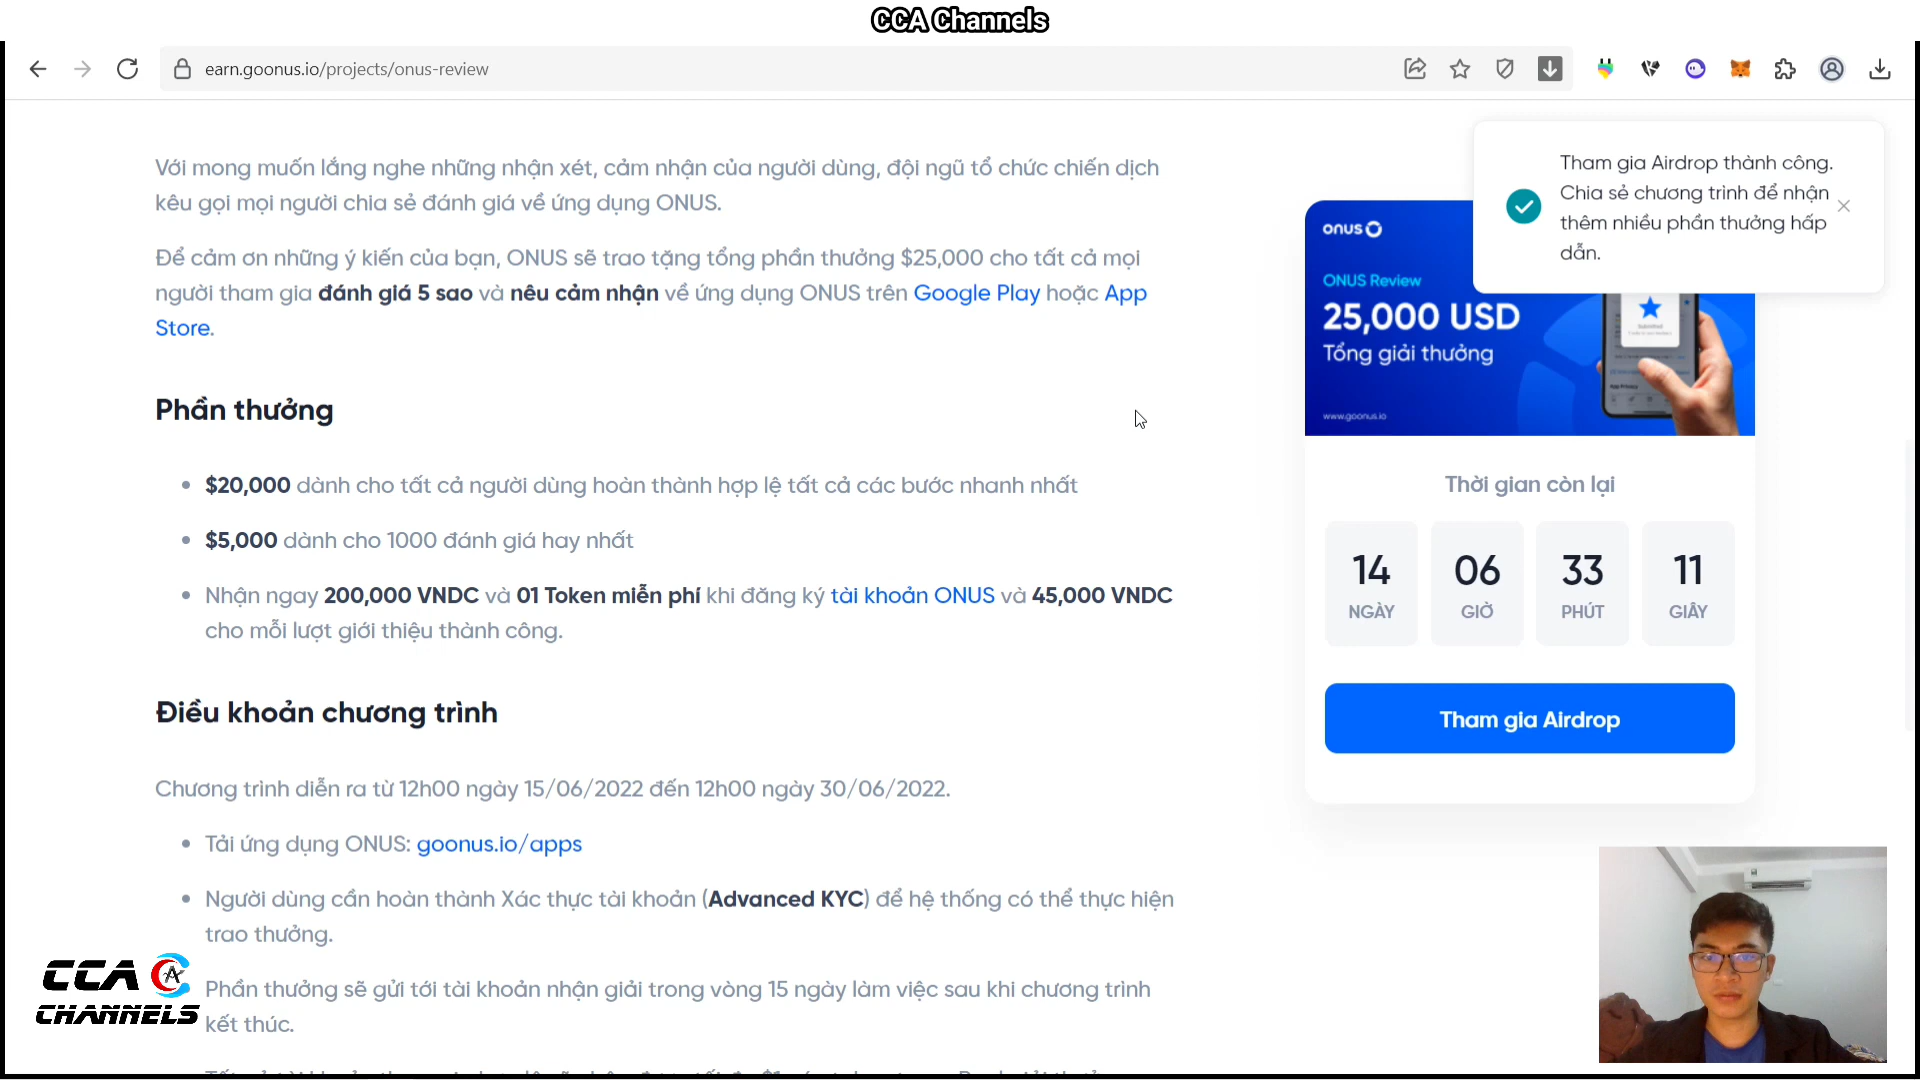 CCA Channels
earn.goonus.io/projects/onus-review
Với mong muốn lắng nghe những nhận xét, cảm nhận của người dùng, đội ngũ tổ chức chiến dịch
kêu gọi mọi người chia sẻ đánh giá về ứng dụng ONUS.
Để cảm ơn những ý kiến của bạn, ONUS sẽ trao tặng tổng phần thưởng $25,000 cho tất cả mọi
người tham gia đánh giá 5 sao và nêu cảm nhận về ứng dụng ONUS trên Google Play hoặc App
Store.
Phần thưởng
$20,000 dành cho tất cả người dùng hoàn thành hợp lệ tất cả các bước nhanh nhất
$5,000 dành cho 1000 đánh giá hay nhất
Nhận ngay 200,000 VNDC và 01 Token miễn phí khi đăng ký tài khoản ONUS và 45,000 VNDC
cho mỗi lượt giới thiệu thành công.
Điều khoản chương trình
Chương trình diễn ra từ 12h00 ngày 15/06/2022 đến 12h00 ngày 30/06/2022.
Tải ứng dụng ONUS: goonus.io/apps
Người dùng cần hoàn thành Xác thực tài khoản (Advanced KYC) để hệ thống có thể thực hiện
trao thưởng.
Phần thưởng sẽ gửi tới tài khoản nhận giải trong vòng 15 ngày làm việc sau khi chương trình
kết thúc.
Tham gia Airdrop thành công.
Chia sẻ chương trình để nhận
thêm nhiều phần thưởng hấp
dẫn.
onus
ONUS Review
25,000 USD
Tổng giải thưởng
www.goonus.io
Thời gian còn lại
14 06 33 11
NGÀY GIỜ PHÚT GIÂY
Tham gia Airdrop
CCA
CHANNELS